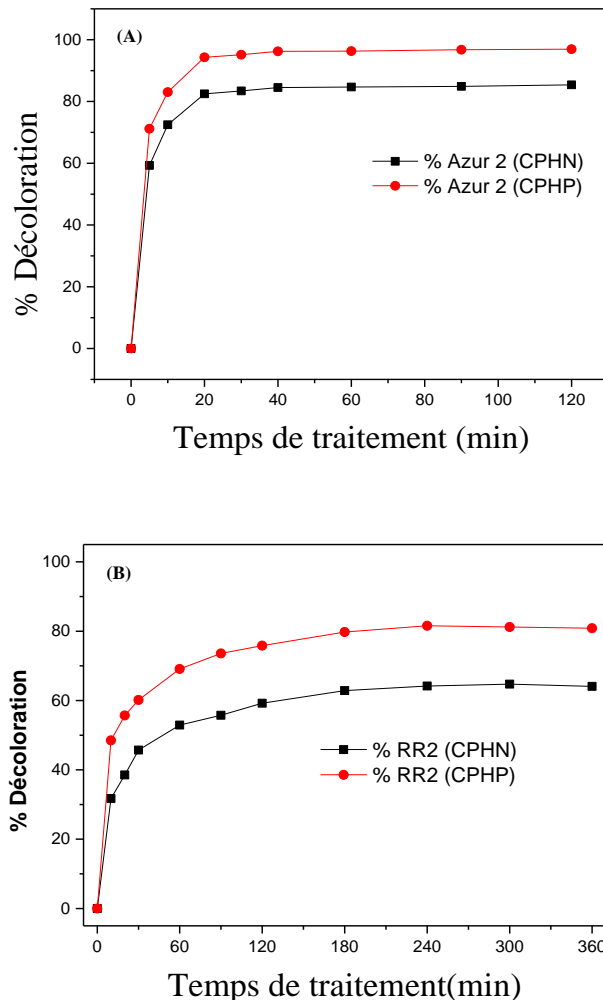 (A)
100
80
60
40
20
0
% Décoloration
% Azur 2 (CPHN)
% Azur 2 (CPHP)
0 20 40 60 80 100 120
Temps de traitement (min)
(B)
100
80
60
40
20
0
% Décoloration
% RR2 (CPHN)
% RR2 (CPHP)
0 60 120 180 240 300 360
Temps de traitement(min)